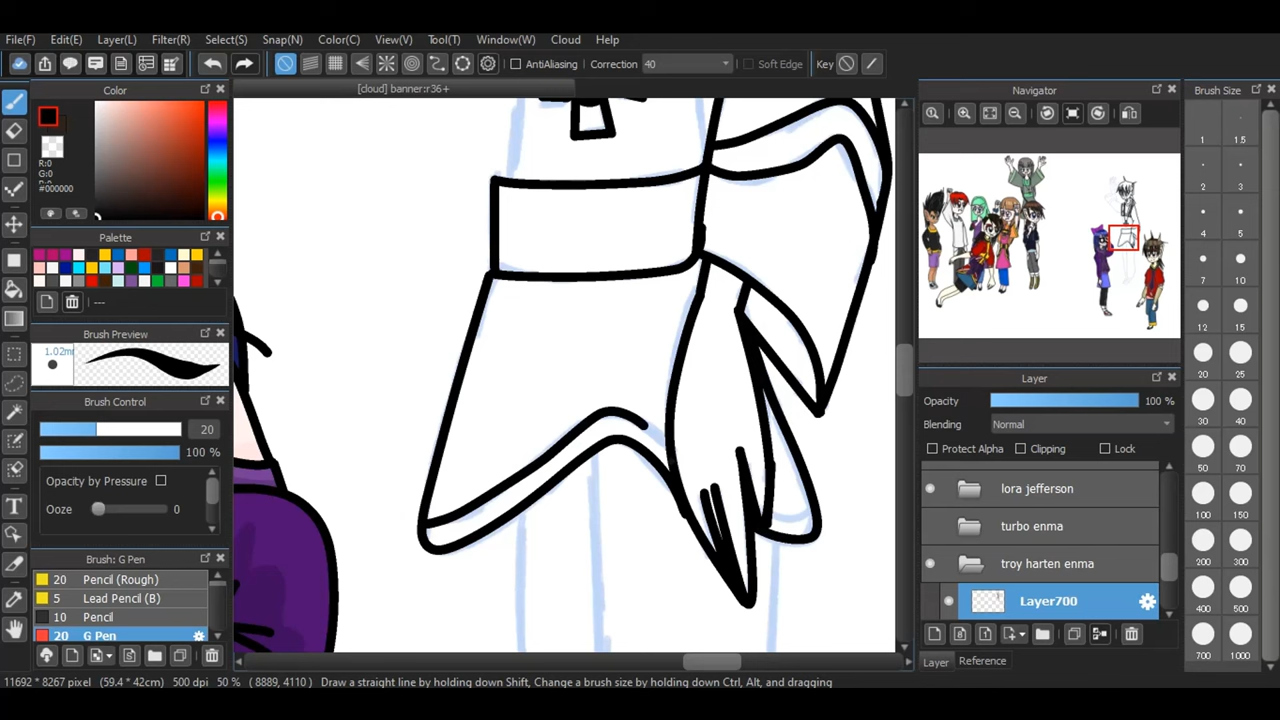 File(F) Edit(E) Layer(L) Filter(R) Select(S) Snap(N) Color(C) View(V) Tool(T) Window(W) Cloud Help
AntiAliasing Correction 40 Soft Edge Key
Color
R:0
G:0
B:0
#000000
Palette
---
Brush Preview
1.02m
Brush Control
20
100 %
Opacity by Pressure
Ooze 0
Brush: G Pen
20 Pencil (Rough)
5 Lead Pencil (B)
10 Pencil
20 G Pen
[cloud] banner:r36+
Navigator
Layer
Opacity 100 %
Blending Normal
Protect Alpha Clipping Lock
lora jefferson
turbo enma
troy harten enma
Layer700
Layer Reference
Brush Size
1 1.5
2 3
4 5
7 10
12 15
20 25
30 40
50 70
100 150
200 300
400 500
700 1000
11692 * 8267 pixel (59.4 * 42cm) 500 dpi 50 % (8889, 4110) Draw a straight line by holding down Shift, Change a brush size by holding down Ctrl, Alt, and dragging